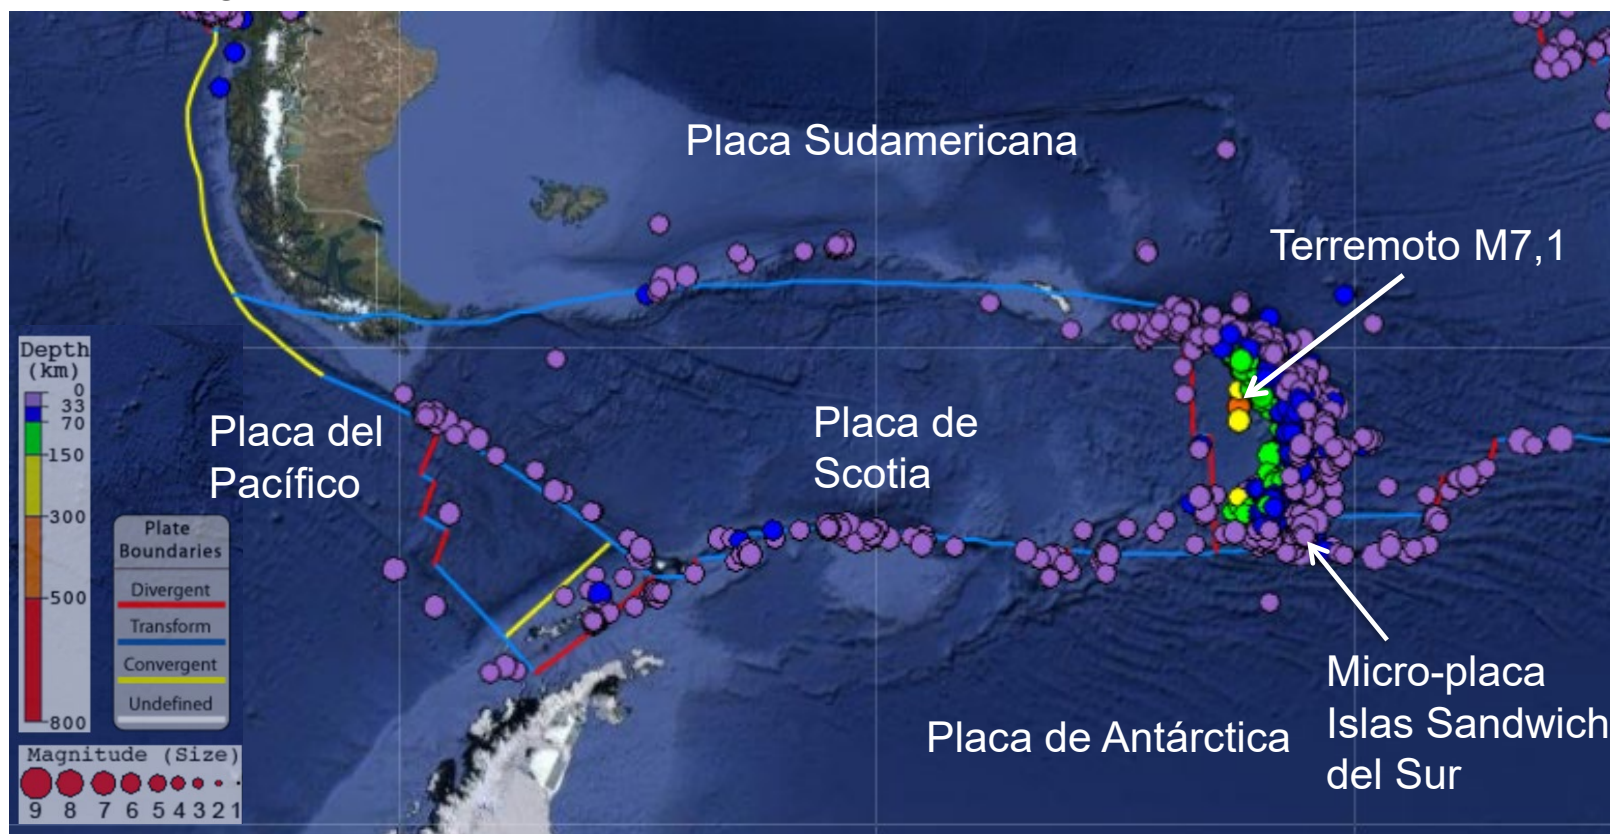 Placa Sudamericana
Terremoto M7,1
Depth
(km)
0
33
70
150
300
500
800
Placa del
Pacífico
Placa de
Scotia
Plate
Boundaries
Divergent
Transform
Convergent
Undefined
Micro-placa
Islas Sandwich
del Sur
Placa de Antárctica
Magnitude (Size)
9 8 7 6 5 4 3 2 1